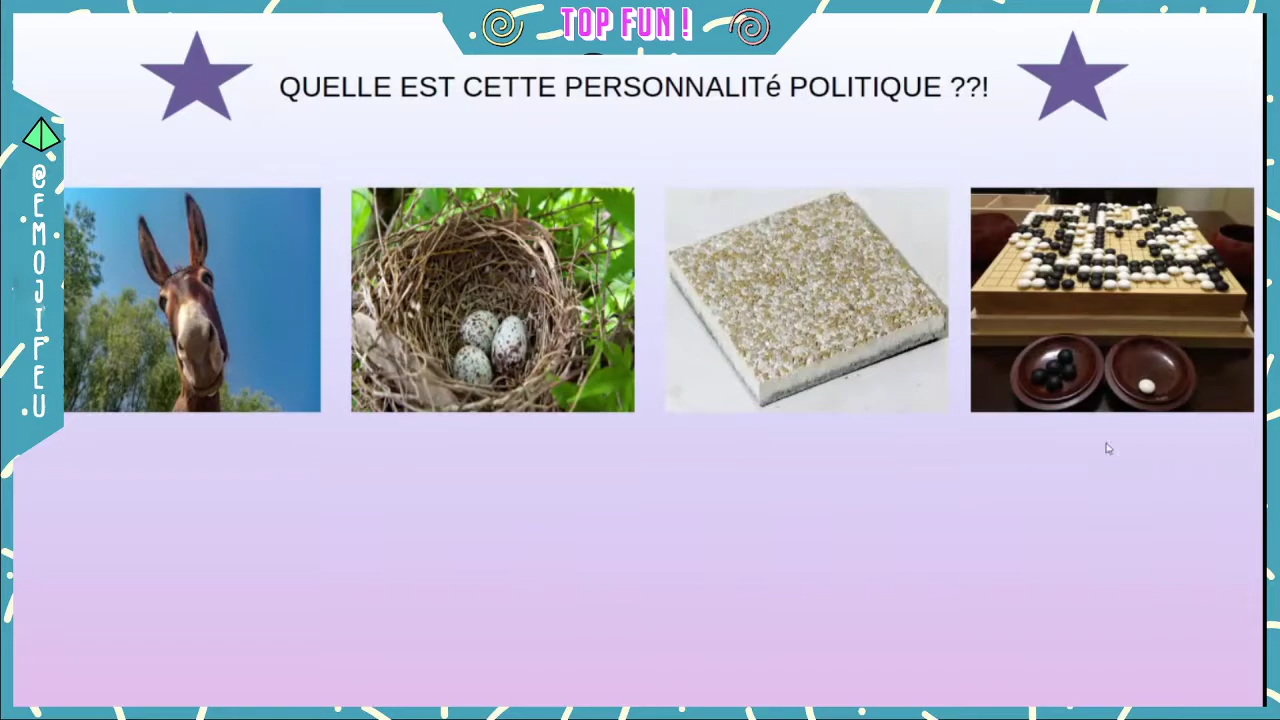 TOP FUN !
QUELLE EST CETTE PERSONNALITé POLITIQUE ??!
@EMOJIFEU